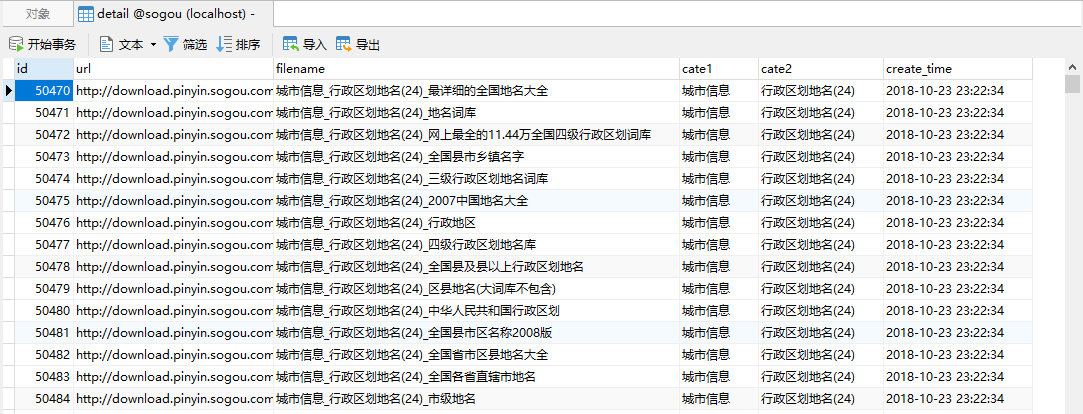 对象 detail @sogou (localhost) -
开始事务 文本 筛选 排序 导入 导出
id url filename cate1 cate2 create_time
50470 http://download.pinyin.sogou.com 城市信息_行政区划地名(24)_最详细的全国地名大全 城市信息 行政区划地名(24) 2018-10-23 23:22:34
50471 http://download.pinyin.sogou.com 城市信息_行政区划地名(24)_地名词库 城市信息 行政区划地名(24) 2018-10-23 23:22:34
50472 http://download.pinyin.sogou.com 城市信息_行政区划地名(24)_网上最全的11.44万全国四级行政区划词库 城市信息 行政区划地名(24) 2018-10-23 23:22:34
50473 http://download.pinyin.sogou.com 城市信息_行政区划地名(24)_全国县市乡镇名字 城市信息 行政区划地名(24) 2018-10-23 23:22:34
50474 http://download.pinyin.sogou.com 城市信息_行政区划地名(24)_三级行政区划地名词库 城市信息 行政区划地名(24) 2018-10-23 23:22:34
50475 http://download.pinyin.sogou.com 城市信息_行政区划地名(24)_2007中国地名大全 城市信息 行政区划地名(24) 2018-10-23 23:22:34
50476 http://download.pinyin.sogou.com 城市信息_行政区划地名(24)_行政地区 城市信息 行政区划地名(24) 2018-10-23 23:22:34
50477 http://download.pinyin.sogou.com 城市信息_行政区划地名(24)_四级行政区划地名库 城市信息 行政区划地名(24) 2018-10-23 23:22:34
50478 http://download.pinyin.sogou.com 城市信息_行政区划地名(24)_全国县及县以上行政区划地名 城市信息 行政区划地名(24) 2018-10-23 23:22:34
50479 http://download.pinyin.sogou.com 城市信息_行政区划地名(24)_区县地名(大词库不包含) 城市信息 行政区划地名(24) 2018-10-23 23:22:34
50480 http://download.pinyin.sogou.com 城市信息_行政区划地名(24)_中华人民共和国行政区划 城市信息 行政区划地名(24) 2018-10-23 23:22:34
50481 http://download.pinyin.sogou.com 城市信息_行政区划地名(24)_全国县市区名称2008版 城市信息 行政区划地名(24) 2018-10-23 23:22:34
50482 http://download.pinyin.sogou.com 城市信息_行政区划地名(24)_全国省市区县地名大全 城市信息 行政区划地名(24) 2018-10-23 23:22:34
50483 http://download.pinyin.sogou.com 城市信息_行政区划地名(24)_全国各省直辖市地名 城市信息 行政区划地名(24) 2018-10-23 23:22:34
50484 http://download.pinyin.sogou.com 城市信息_行政区划地名(24)_市级地名 城市信息 行政区划地名(24) 2018-10-23 23:22:34